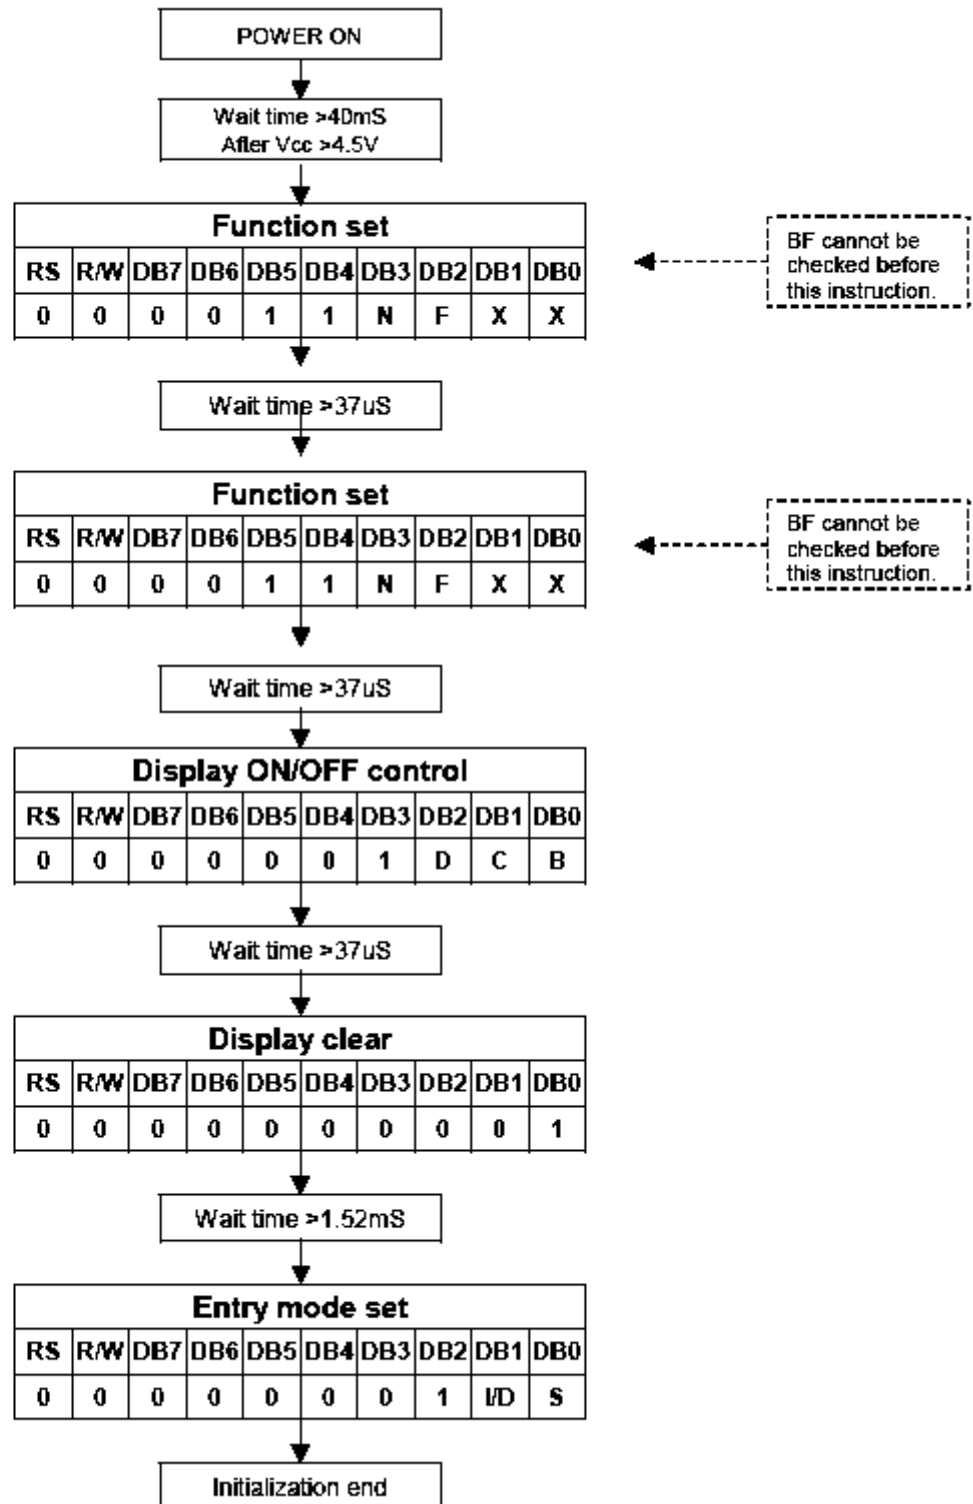 POWER ON
Wait time >40mS
After Vcc >4.5V
Function set
RS R/W DB7 DB6 DB5 DB4 DB3 DB2 DB1 DB0
0 0 0 0 1 1 N F X X
BF cannot be
checked before
this instruction.
Wait time >37uS
Function set
RS R/W DB7 DB6 DB5 DB4 DB3 DB2 DB1 DB0
0 0 0 0 1 1 N F X X
BF cannot be
checked before
this instruction.
Wait time >37uS
Display ON/OFF control
RS R/W DB7 DB6 DB5 DB4 DB3 DB2 DB1 DB0
0 0 0 0 0 0 1 D C B
Wait time >37uS
Display clear
RS R/W DB7 DB6 DB5 DB4 DB3 DB2 DB1 DB0
0 0 0 0 0 0 0 0 0 1
Wait time >1.52mS
Entry mode set
RS R/W DB7 DB6 DB5 DB4 DB3 DB2 DB1 DB0
0 0 0 0 0 0 0 1 I/D S
Initialization end